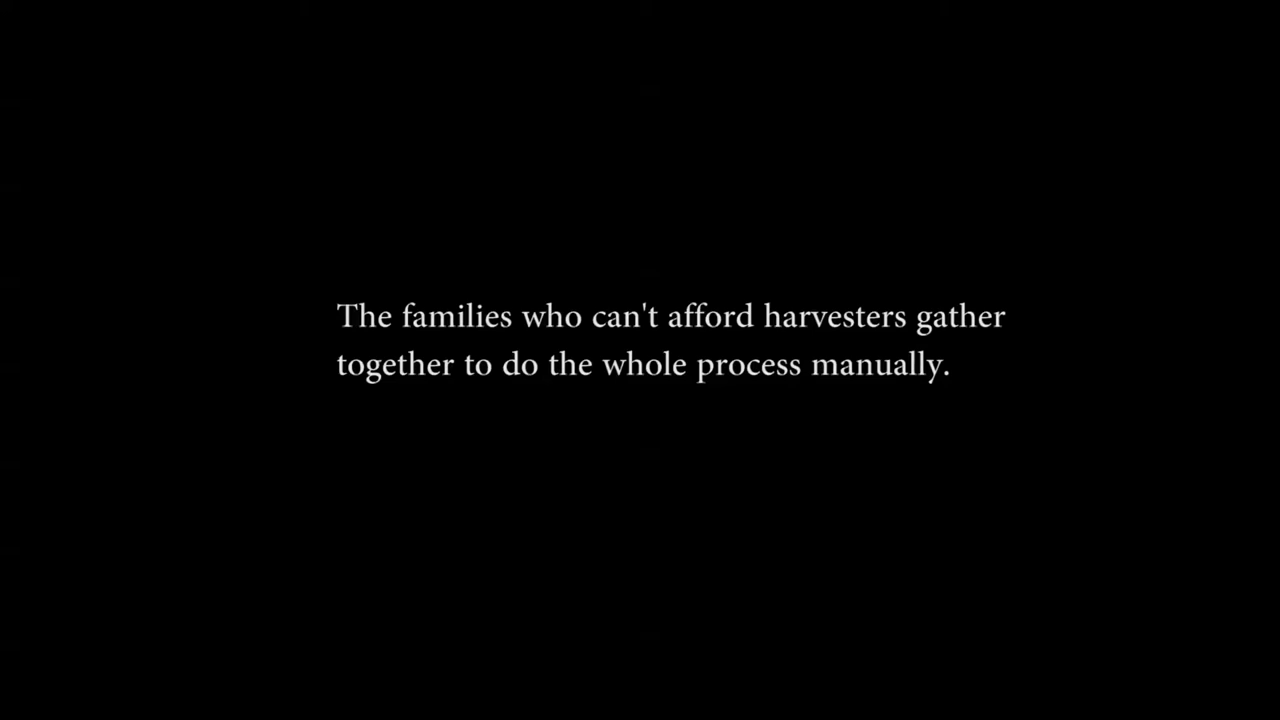 The families who can't afford harvesters gather
together to do the whole process manually.